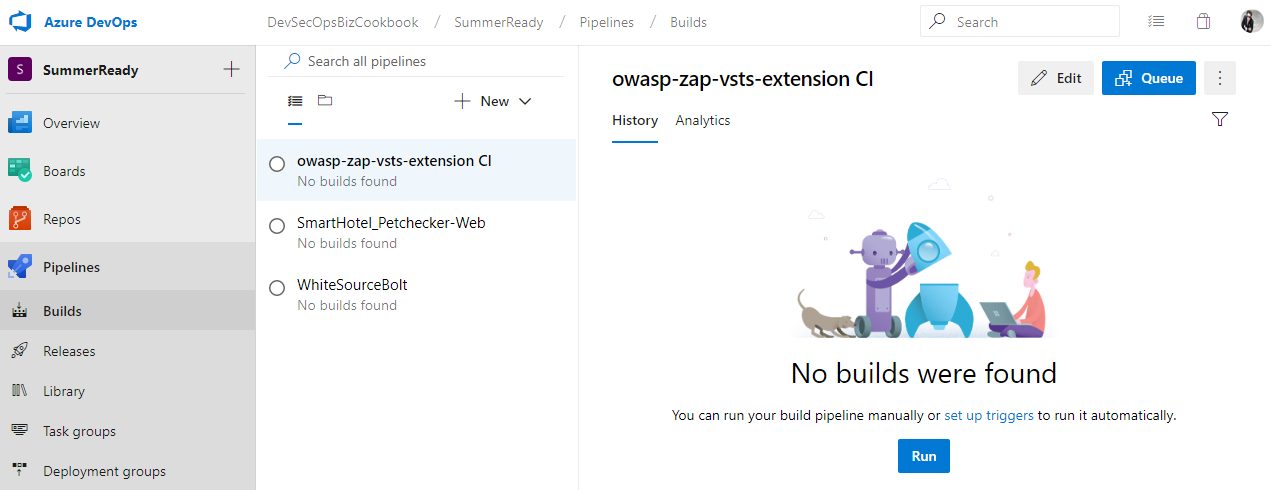 Azure DevOps
DevSecOpsBizCookbook / SummerReady / Pipelines / Builds
Search
S SummerReady
Overview
Boards
Repos
Pipelines
Builds
Releases
Library
Task groups
Deployment groups
Search all pipelines
New
owasp-zap-vsts-extension CI
No builds found
SmartHotel_Petchecker-Web
No builds found
WhiteSourceBolt
No builds found
owasp-zap-vsts-extension CI
Edit
Queue
History Analytics
No builds were found
You can run your build pipeline manually or set up triggers to run it automatically.
Run